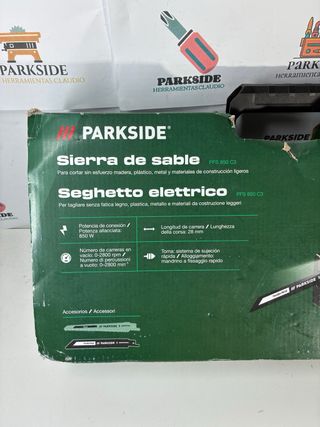 PARKSIDE
HERRAMIENTAS CLAUDIO
PARKSIDE
HERRAMIENTAS CLAUDIO
PARKSIDE
HERRAMIENTAS
/// PARKSIDE®
Sierra de sable PFS 850 C3
Para cortar sin esfuerzo madera, plástico, metal y materiales de construcción ligeros
Seghetto elettrico PFS 850 C3
Per tagliare senza fatica legno, plastica, metallo e materiali da costruzione leggeri
Potencia de conexión /
Potenza allacciata:
850 W
Longitud de carrera / Lunghezza
della corsa: 28 mm
Número de carreras en
vacío: 0-2800 rpm /
Numero di percussioni
a vuoto: 0-2800 min⁻¹
Toma: sistema de sujeción
rápida / Alloggiamento:
mandrino a fissaggio rapido
Accesorios / Accessori
PARKSIDE